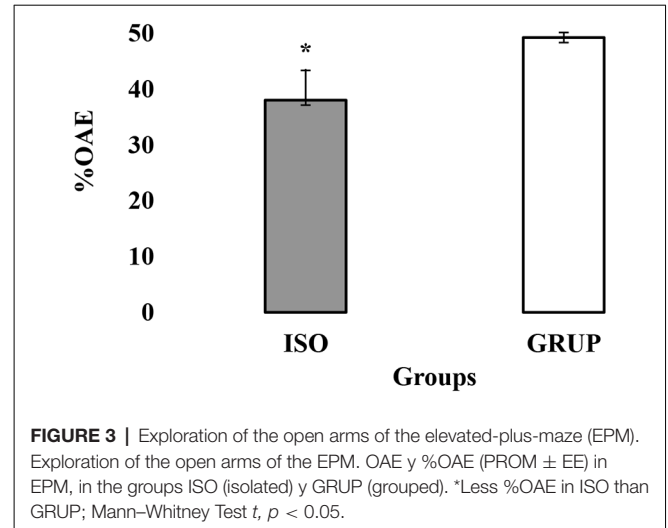 50
*
40
30
20
10
0
%OAE
ISO
GRUP
Groups
FIGURE 3 | Exploration of the open arms of the elevated-plus-maze (EPM).
Exploration of the open arms of the EPM. OAE y %OAE (PROM ± EE) in
EPM, in the groups ISO (isolated) y GRUP (grouped). *Less %OAE in ISO than
GRUP; Mann–Whitney Test t, p < 0.05.